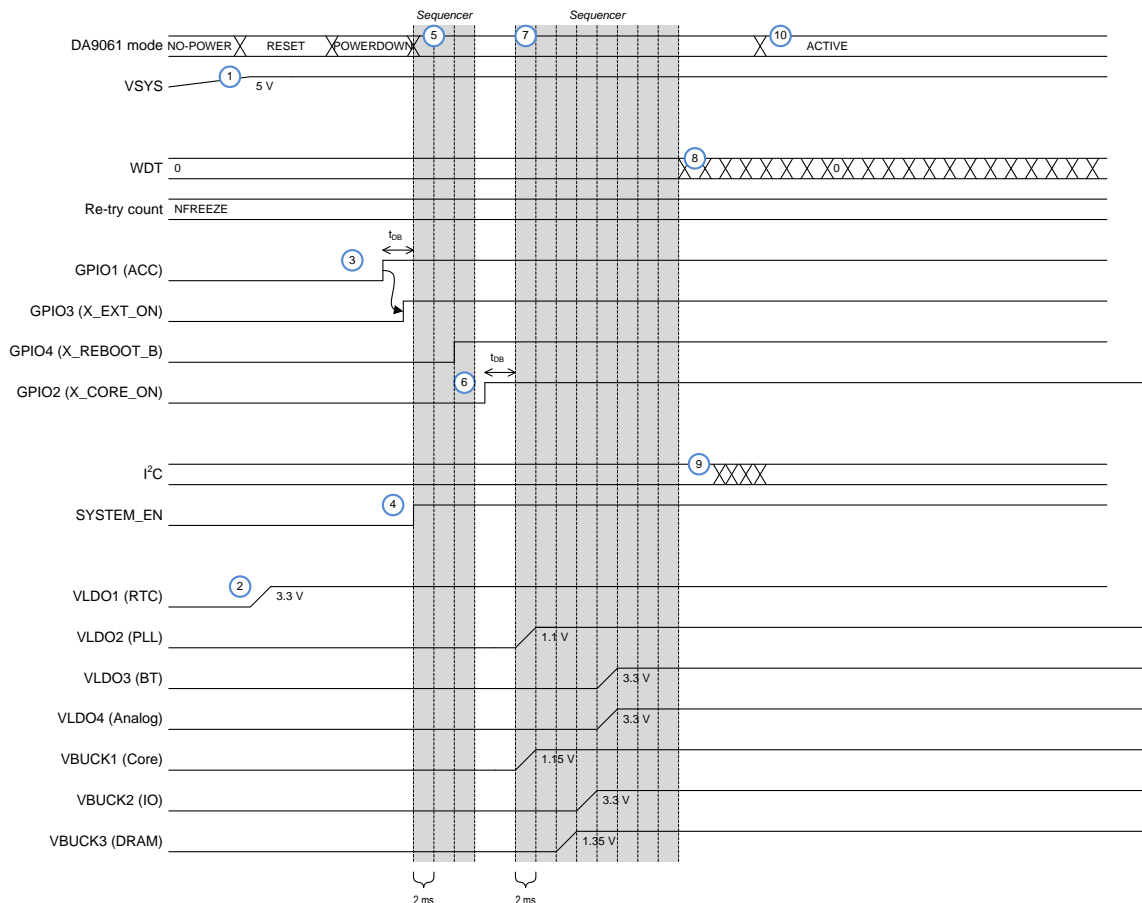 Sequencer Sequencer
DA9061 mode NO-POWER RESET POWERDOWN 5 7 10 ACTIVE
VSYS 1 5 V
WDT 0 8 0
Re-try count NFREEZE
tDB
GPIO1 (ACC) 3
GPIO3 (X_EXT_ON)
GPIO4 (X_REBOOT_B)
tDB
GPIO2 (X_CORE_ON) 6
I2C 9
SYSTEM_EN 4
VLDO1 (RTC) 2 3.3 V
VLDO2 (PLL) 1.1 V
VLDO3 (BT) 3.3 V
VLDO4 (Analog) 3.3 V
VBUCK1 (Core) 1.15 V
VBUCK2 (IO) 3.3 V
VBUCK3 (DRAM) 1.35 V
2 ms 2 ms